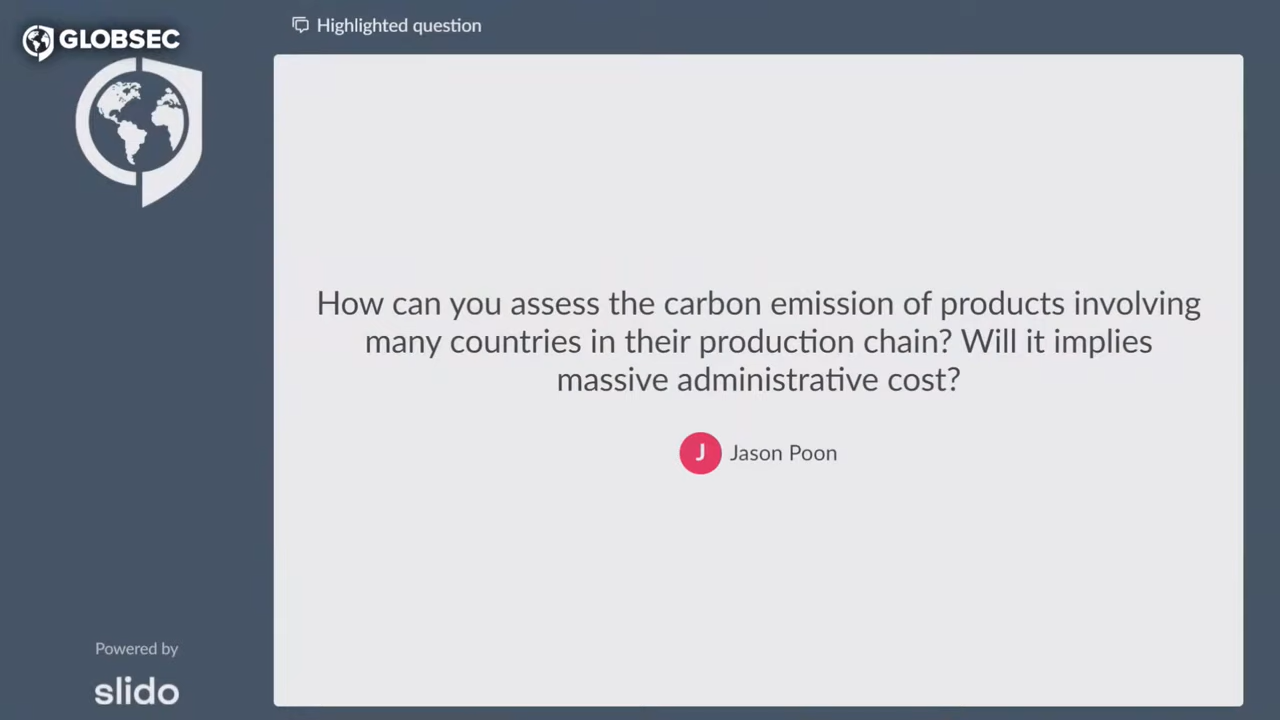 GLOBSEC
Highlighted question
How can you assess the carbon emission of products involving
many countries in their production chain? Will it implies
massive administrative cost?
J Jason Poon
Powered by
slido